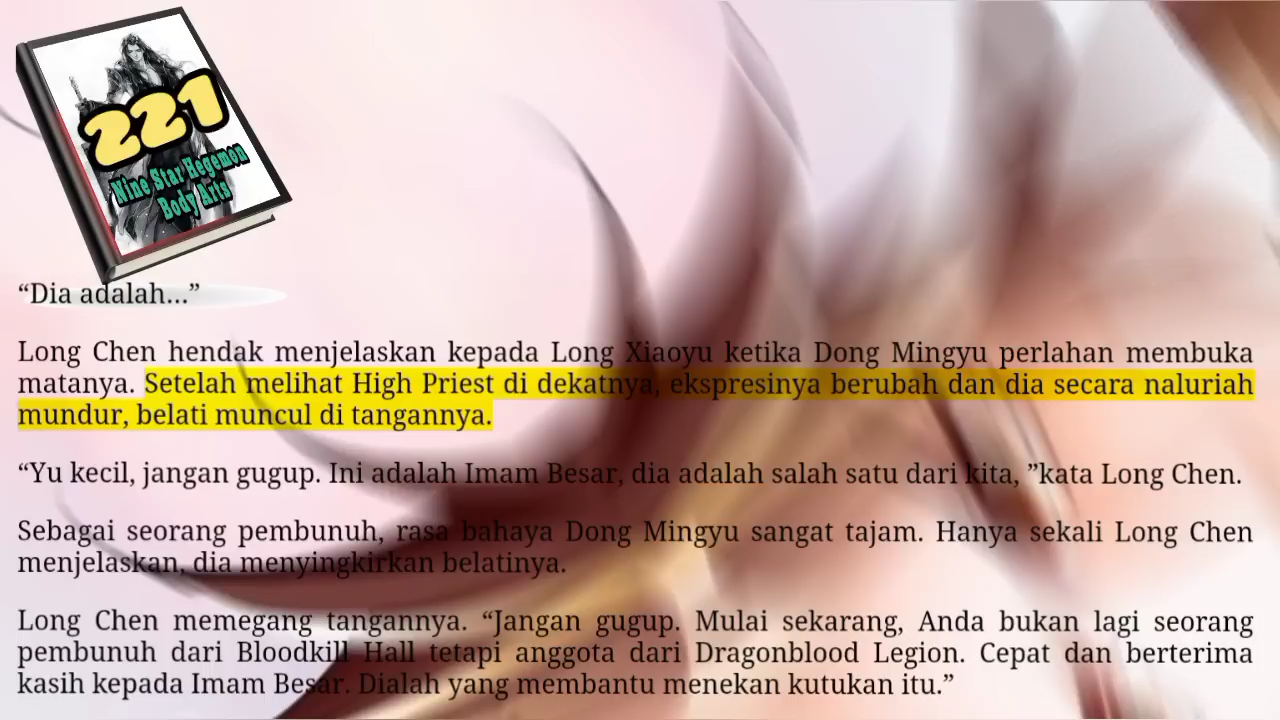 221
Nine Star Hegemon
Body Arts
“Dia adalah...”
Long Chen hendak menjelaskan kepada Long Xiaoyu ketika Dong Mingyu perlahan membuka
matanya. Setelah melihat High Priest di dekatnya, ekspresinya berubah dan dia secara naluriah
mundur, belati muncul di tangannya.
“Yu kecil, jangan gugup. Ini adalah Imam Besar, dia adalah salah satu dari kita, ”kata Long Chen.
Sebagai seorang pembunuh, rasa bahaya Dong Mingyu sangat tajam. Hanya sekali Long Chen
menjelaskan, dia menyingkirkan belatinya.
Long Chen memegang tangannya. “Jangan gugup. Mulai sekarang, Anda bukan lagi seorang
pembunuh dari Bloodkill Hall tetapi anggota dari Dragonblood Legion. Cepat dan berterima
kasih kepada Imam Besar. Dialah yang membantu menekan kutukan itu.”